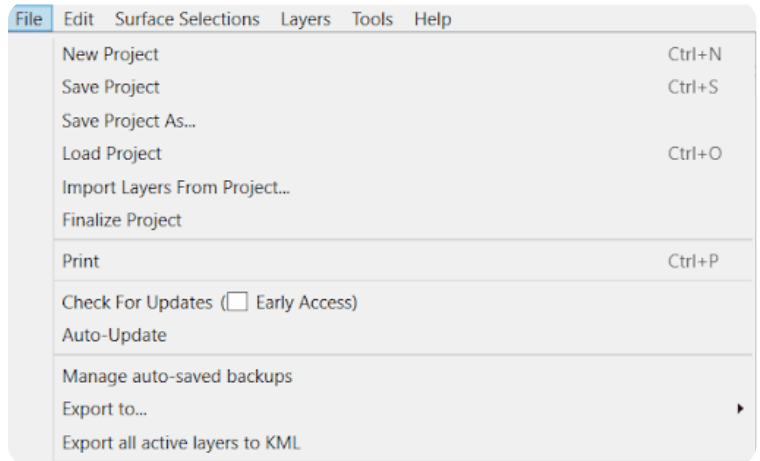 File Edit Surface Selections Layers Tools Help
New Project Ctrl+N
Save Project Ctrl+S
Save Project As...
Load Project Ctrl+O
Import Layers From Project...
Finalize Project
Print Ctrl+P
Check For Updates ( Early Access)
Auto-Update
Manage auto-saved backups
Export to...
Export all active layers to KML